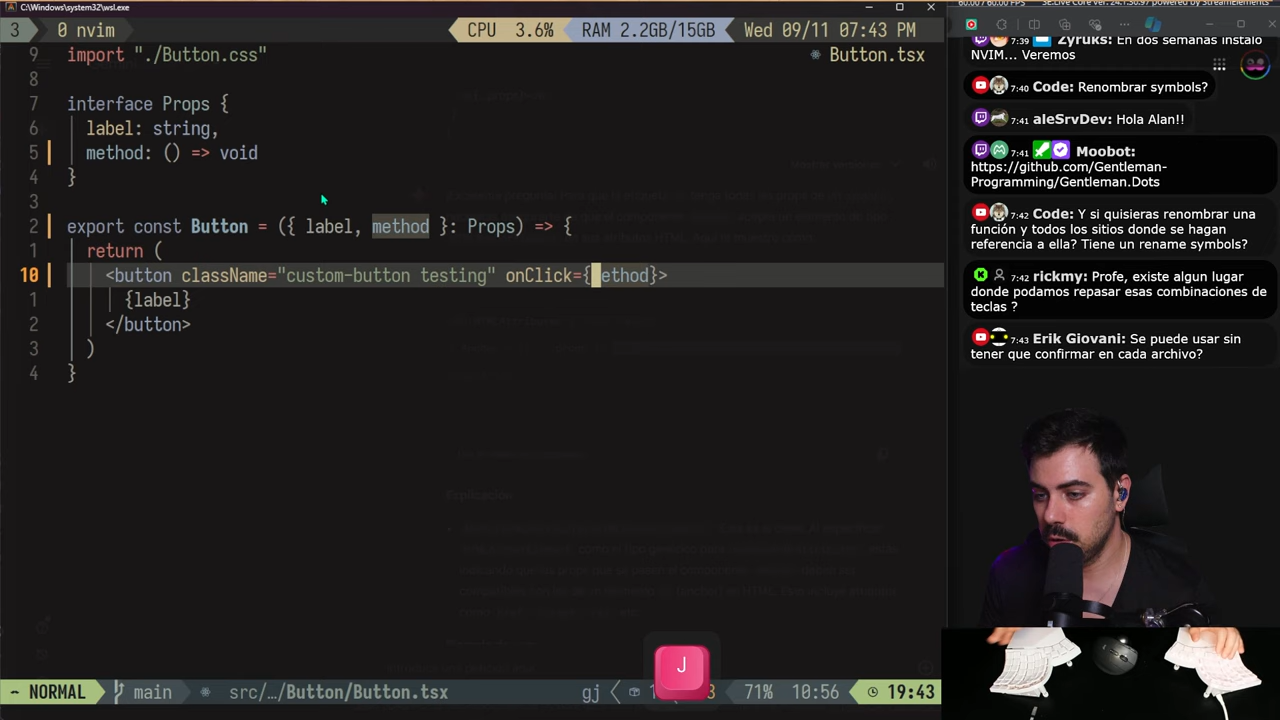 C:\Windows\system32\wsl.exe
3 0 nvim CPU 3.6% RAM 2.2GB/15GB Wed 09/11 07:43 PM
9 import "./Button.css" Button.tsx
8
7 interface Props {
6 label: string,
5 method: () => void
4 }
3
2 export const Button = ({ label, method }: Props) => {
1 return (
10 <button className="custom-button testing" onClick={method}>
1 {label}
2 </button>
3 )
4 }
J
NORMAL main src/…/Button/Button.tsx gj 71% 10:56 19:43
7:39 Zyruks: En dos semanas instalo
NVIM... Veremos
7:40 Code: Renombrar symbols?
7:41 aleSrvDev: Hola Alan!!
7:41 Moobot:
https://github.com/Gentleman-
Programming/Gentleman.Dots
7:42 Code: Y si quisieras renombrar una
función y todos los sitios donde se hagan
referencia a ella? Tiene un rename symbols?
7:42 rickmy: Profe, existe algun lugar
donde podamos repasar esas combinaciones de
teclas ?
7:43 Erik Giovani: Se puede usar sin
tener que confirmar en cada archivo?